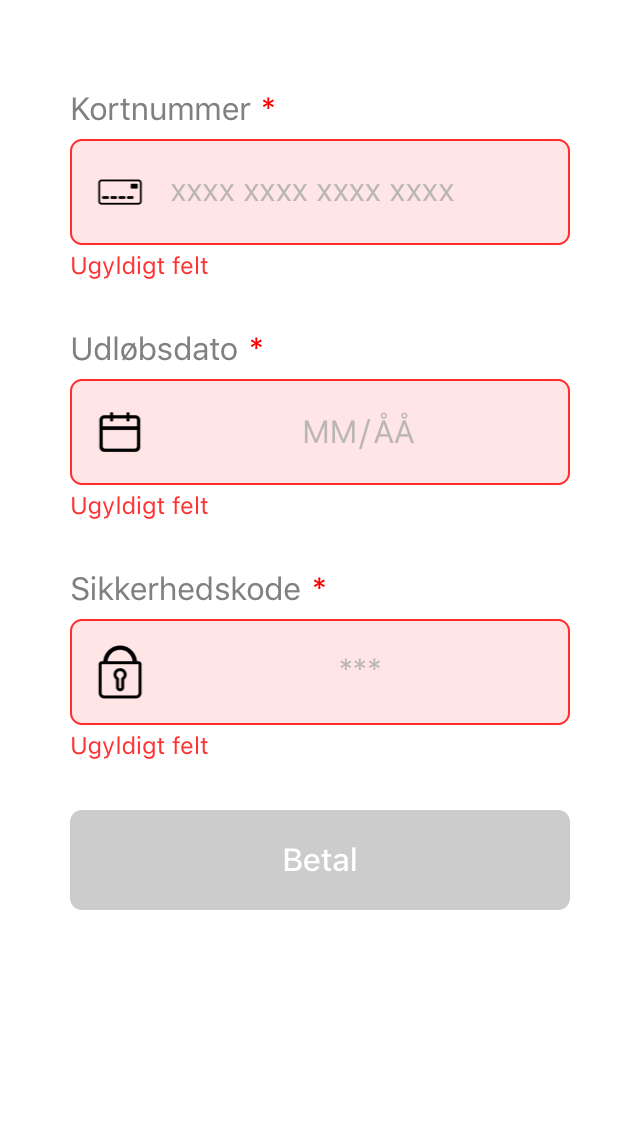 Kortnummer *
xxxx xxxx xxxx xxxx
Ugyldigt felt
Udløbsdato *
MM/ÅÅ
Ugyldigt felt
Sikkerhedskode *
***
Ugyldigt felt
Betal